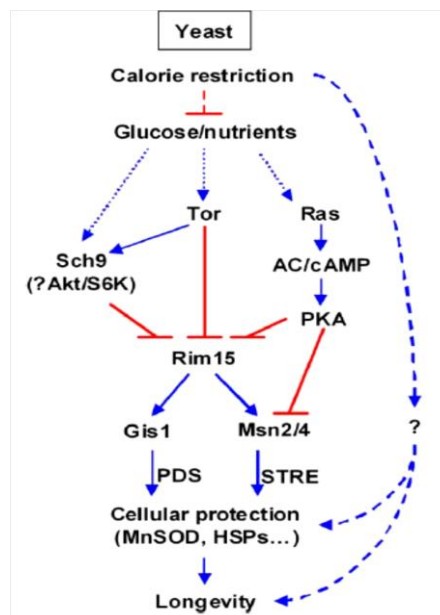 Yeast
Calorie restriction
Glucose/nutrients
Tor
Ras
Sch9
(?Akt/S6K)
AC/cAMP
PKA
Rim15
Gis1
Msn2/4
?
PDS
STRE
Cellular protection
(MnSOD, HSPs...)
Longevity